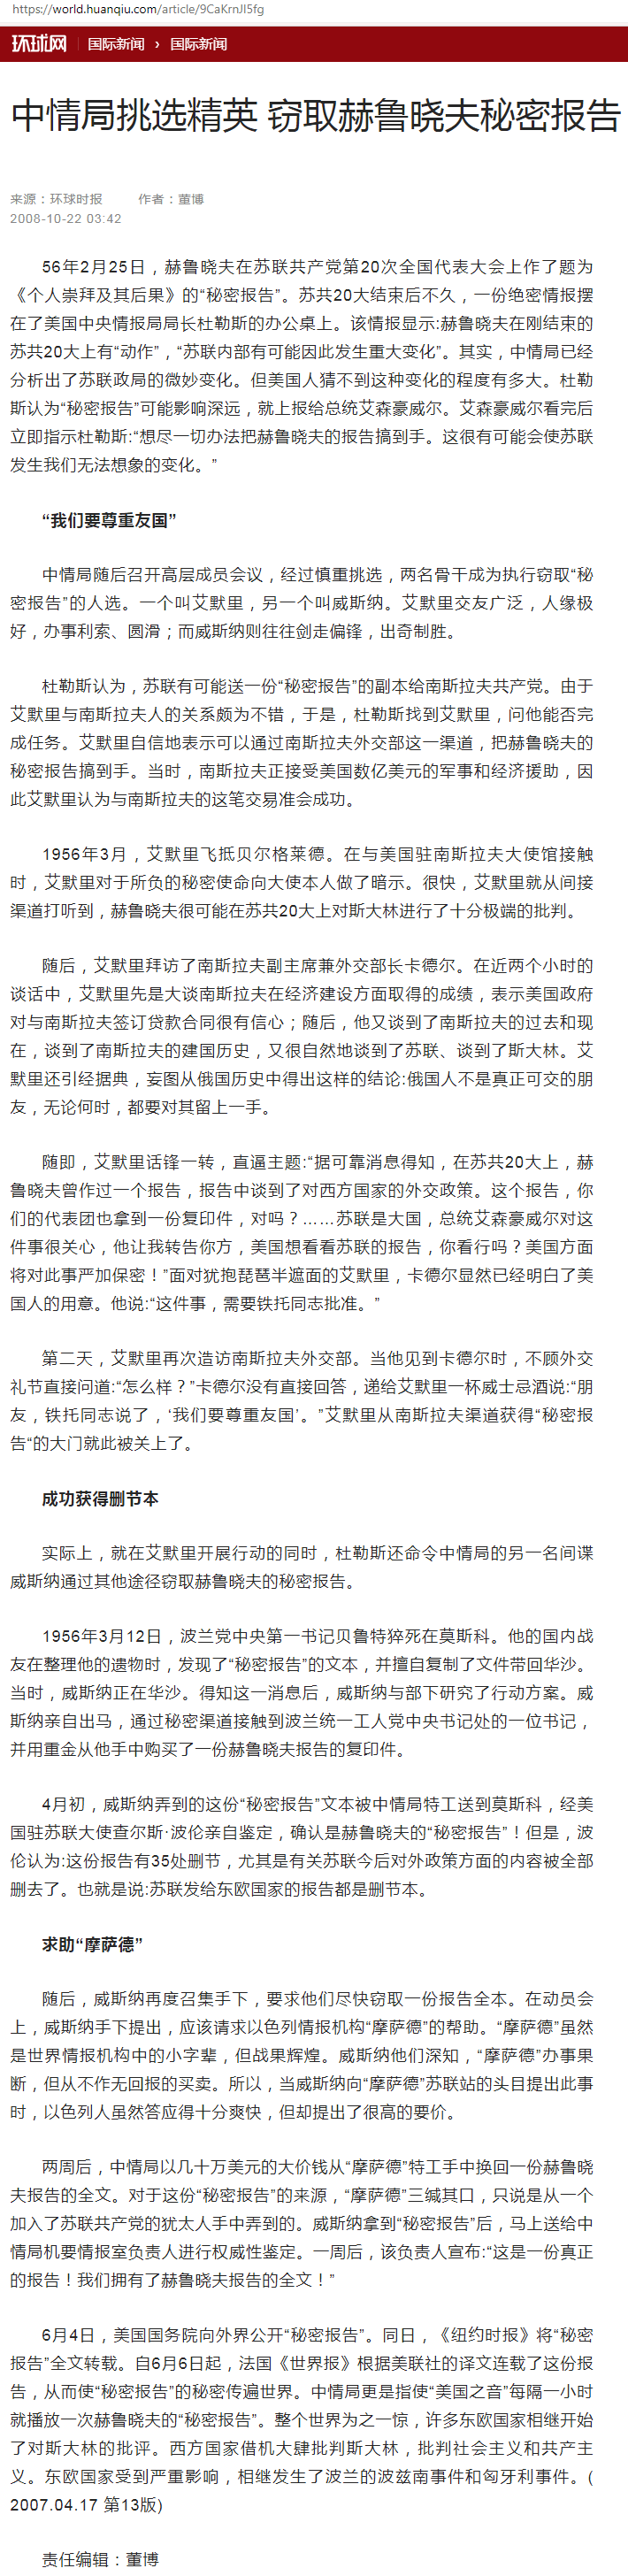 https://world.huanqiu.com/article/9CaKrnJl5fg
环球网 国际新闻 › 国际新闻
中情局挑选精英 窃取赫鲁晓夫秘密报告
来源：环球时报 作者：董博
2008-10-22 03:42
56年2月25日，赫鲁晓夫在苏联共产党第20次全国代表大会上作了题为
《个人崇拜及其后果》的“秘密报告”。苏共20大结束后不久，一份绝密情报摆
在了美国中央情报局局长杜勒斯的办公桌上。该情报显示:赫鲁晓夫在刚结束的
苏共20大上有“动作”，“苏联内部有可能因此发生重大变化”。其实，中情局已经
分析出了苏联政局的微妙变化。但美国人猜不到这种变化的程度有多大。杜勒
斯认为“秘密报告”可能影响深远，就上报给总统艾森豪威尔。艾森豪威尔看完后
立即指示杜勒斯:“想尽一切办法把赫鲁晓夫的报告搞到手。这很有可能会使苏联
发生我们无法想象的变化。”
“我们要尊重友国”
中情局随后召开高层成员会议，经过慎重挑选，两名骨干成为执行窃取“秘
密报告”的人选。一个叫艾默里，另一个叫威斯纳。艾默里交友广泛，人缘极
好，办事利索、圆滑；而威斯纳则往往剑走偏锋，出奇制胜。
杜勒斯认为，苏联有可能送一份“秘密报告”的副本给南斯拉夫共产党。由于
艾默里与南斯拉夫人的关系颇为不错，于是，杜勒斯找到艾默里，问他能否完
成任务。艾默里自信地表示可以通过南斯拉夫外交部这一渠道，把赫鲁晓夫的
秘密报告搞到手。当时，南斯拉夫正接受美国数亿美元的军事和经济援助，因
此艾默里认为与南斯拉夫的这笔交易准会成功。
1956年3月，艾默里飞抵贝尔格莱德。在与美国驻南斯拉夫大使馆接触
时，艾默里对于所负的秘密使命向大使本人做了暗示。很快，艾默里就从间接
渠道打听到，赫鲁晓夫很可能在苏共20大上对斯大林进行了十分极端的批判。
随后，艾默里拜访了南斯拉夫副主席兼外交部长卡德尔。在近两个小时的
谈话中，艾默里先是大谈南斯拉夫在经济建设方面取得的成绩，表示美国政府
对与南斯拉夫签订贷款合同很有信心；随后，他又谈到了南斯拉夫的过去和现
在，谈到了南斯拉夫的建国历史，又很自然地谈到了苏联、谈到了斯大林。艾
默里还引经据典，妄图从俄国历史中得出这样的结论:俄国人不是真正可交的朋
友，无论何时，都要对其留上一手。
随即，艾默里话锋一转，直逼主题:“据可靠消息得知，在苏共20大上，赫
鲁晓夫曾作过一个报告，报告中谈到了对西方国家的外交政策。这个报告，你
们的代表团也拿到一份复印件，对吗？……苏联是大国，总统艾森豪威尔对这
件事很关心，他让我转告你方，美国想看看苏联的报告，你看行吗？美国方面
将对此事严加保密！”面对犹抱琵琶半遮面的艾默里，卡德尔显然已经明白了美
国人的用意。他说:“这件事，需要铁托同志批准。”
第二天，艾默里再次造访南斯拉夫外交部。当他见到卡德尔时，不顾外交
礼节直接问道:“怎么样？”卡德尔没有直接回答，递给艾默里一杯威士忌酒说:“朋
友，铁托同志说了，‘我们要尊重友国’。”艾默里从南斯拉夫渠道获得“秘密报
告“的大门就此被关上了。
成功获得删节本
实际上，就在艾默里开展行动的同时，杜勒斯还命令中情局的另一名间谍
威斯纳通过其他途径窃取赫鲁晓夫的秘密报告。
1956年3月12日，波兰党中央第一书记贝鲁特猝死在莫斯科。他的国内战
友在整理他的遗物时，发现了“秘密报告”的文本，并擅自复制了文件带回华沙。
当时，威斯纳正在华沙。得知这一消息后，威斯纳与部下研究了行动方案。威
斯纳亲自出马，通过秘密渠道接触到波兰统一工人党中央书记处的一位书记，
并用重金从他手中购买了一份赫鲁晓夫报告的复印件。
4月初，威斯纳弄到的这份“秘密报告”文本被中情局特工送到莫斯科，经美
国驻苏联大使查尔斯·波伦亲自鉴定，确认是赫鲁晓夫的“秘密报告”！但是，波
伦认为:这份报告有35处删节，尤其是有关苏联今后对外政策方面的内容被全部
删去了。也就是说:苏联发给东欧国家的报告都是删节本。
求助“摩萨德”
随后，威斯纳再度召集手下，要求他们尽快窃取一份报告全本。在动员会
上，威斯纳手下提出，应该请求以色列情报机构“摩萨德”的帮助。“摩萨德”虽然
是世界情报机构中的小字辈，但战果辉煌。威斯纳他们深知，“摩萨德”办事果
断，但从不作无回报的买卖。所以，当威斯纳向“摩萨德”苏联站的头目提出此事
时，以色列人虽然答应得十分爽快，但却提出了很高的要价。
两周后，中情局以几十万美元的大价钱从“摩萨德”特工手中换回一份赫鲁晓
夫报告的全文。对于这份“秘密报告”的来源，“摩萨德”三缄其口，只说是从一个
加入了苏联共产党的犹太人手中弄到的。威斯纳拿到“秘密报告”后，马上送给中
情局机要情报室负责人进行权威性鉴定。一周后，该负责人宣布:“这是一份真正
的报告！我们拥有了赫鲁晓夫报告的全文！”
6月4日，美国国务院向外界公开“秘密报告”。同日，《纽约时报》将“秘密
报告”全文转载。自6月6日起，法国《世界报》根据美联社的译文连载了这份报
告，从而使“秘密报告”的秘密传遍世界。中情局更是指使“美国之音”每隔一小时
就播放一次赫鲁晓夫的“秘密报告”。整个世界为之一惊，许多东欧国家相继开始
了对斯大林的批评。西方国家借机大肆批判斯大林，批判社会主义和共产主
义。东欧国家受到严重影响，相继发生了波兰的波兹南事件和匈牙利事件。(
2007.04.17 第13版)
责任编辑：董博